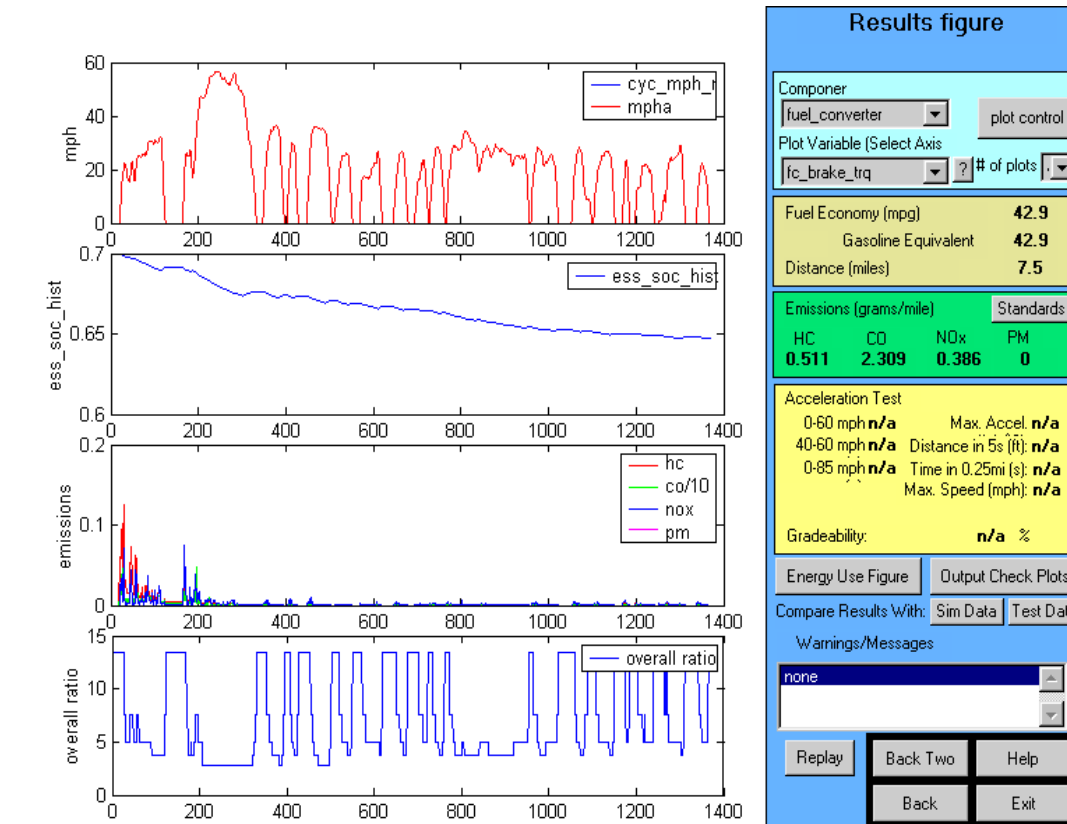 Results figure
60
40
20
0
mph
cyc_mph_r
mpha
0 200 400 600 800 1000 1200 1400
0.7
0.65
0.6
ess_soc_hist
ess_soc_hist
0 200 400 600 800 1000 1200 1400
0.2
0.1
0
emissions
hc
co/10
nox
pm
0 200 400 600 800 1000 1200 1400
15
10
5
0
overall ratio
overall ratio
0 200 400 600 800 1000 1200 1400
Componer
fuel_converter
plot control
Plot Variable (Select Axis
fc_brake_trq ? # of plots
Fuel Economy (mpg) 42.9
Gasoline Equivalent 42.9
Distance (miles) 7.5
Emissions (grams/mile) Standards
HC CO NOx PM
0.511 2.309 0.386 0
Acceleration Test
0-60 mph n/a Max. Accel. n/a
40-60 mph n/a Distance in 5s (ft): n/a
0-85 mph n/a Time in 0.25mi (s): n/a
Max. Speed (mph): n/a
Gradeability: n/a %
Energy Use Figure Output Check Plots
Compare Results With: Sim Data Test Dat
Warnings/Messages
none
Replay Back Two Help
Back Exit